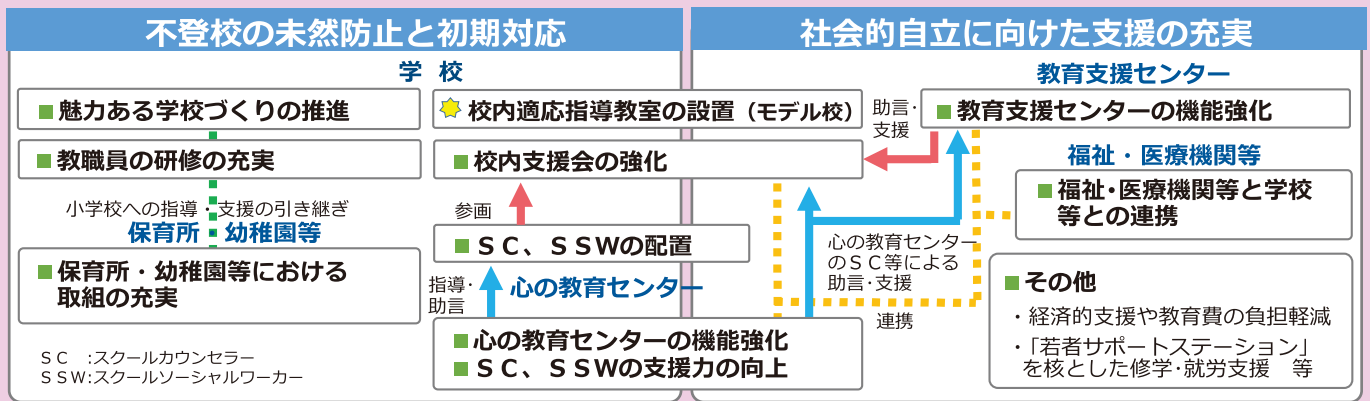 不登校の未然防止と初期対応
学 校
■魅力ある学校づくりの推進
■教職員の研修の充実
小学校への指導・支援の引き継ぎ
保育所・幼稚園等
■保育所・幼稚園等における
取組の充実
ＳＣ :スクールカウンセラー
ＳＳＷ:スクールソーシャルワーカー
校内適応指導教室の設置（モデル校）
■校内支援会の強化
参画
■ＳＣ、ＳＳＷの配置
指導・
助言
心の教育センター
■心の教育センターの機能強化
■ＳＣ、ＳＳＷの支援力の向上
社会的自立に向けた支援の充実
教育支援センター
助言・
支援
■教育支援センターの機能強化
福祉・医療機関等
■福祉・医療機関等と学校
等との連携
心の教育センター
のＳＣ等による
助言・支援
連携
■その他
・経済的支援や教育費の負担軽減
・「若者サポートステーション」
を核とした修学・就労支援　等